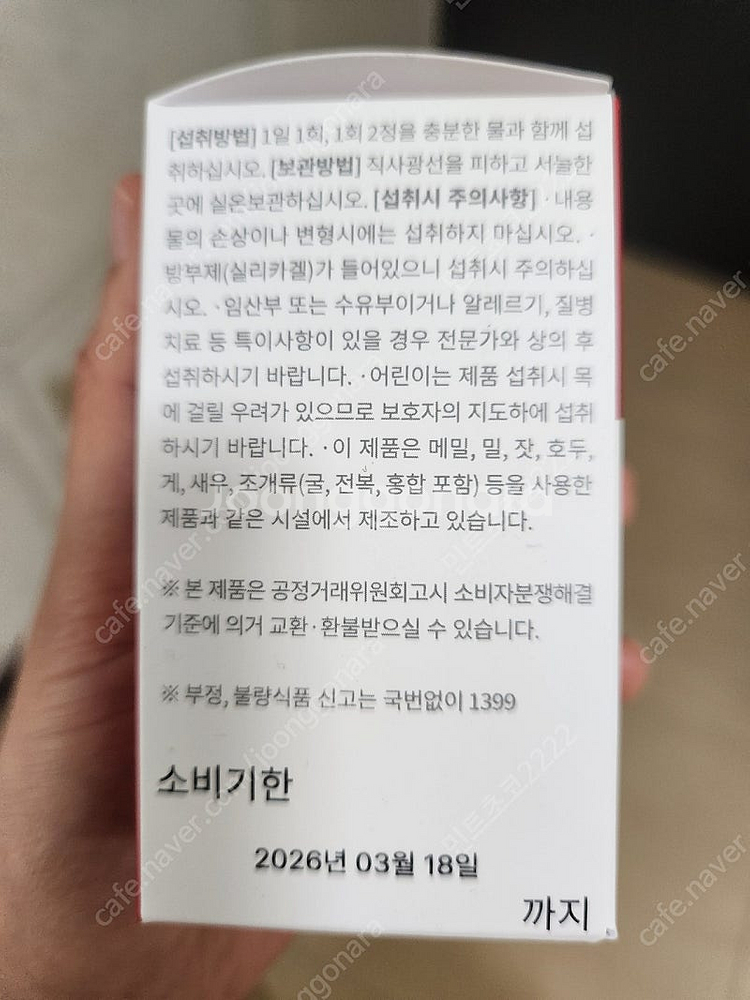 [섭취방법] 1일 1회, 1회 2정을 충분한 물과 함께 섭
취하십시오. [보관방법] 직사광선을 피하고 서늘한
곳에 실온보관하십시오. [섭취시 주의사항] · 내용
물의 손상이나 변형시에는 섭취하지 마십시오. ·
방부제(실리카겔)가 들어있으니 섭취시 주의하십
시오. · 임산부 또는 수유부이거나 알레르기, 질병
치료 등 특이사항이 있을 경우 전문가와 상의 후
섭취하시기 바랍니다. · 어린이는 제품 섭취시 목
에 걸릴 우려가 있으므로 보호자의 지도하에 섭취
하시기 바랍니다. · 이 제품은 메밀, 밀, 잣, 호두,
게, 새우, 조개류(굴, 전복, 홍합 포함) 등을 사용한
제품과 같은 시설에서 제조하고 있습니다.
※ 본 제품은 공정거래위원회고시 소비자분쟁해결
기준에 의거 교환·환불받으실 수 있습니다.
※ 부정, 불량식품 신고는 국번없이 1399
소비기한
2026년 03월 18일
까지
cafe.naver.com/joonggonara
민트초코2222